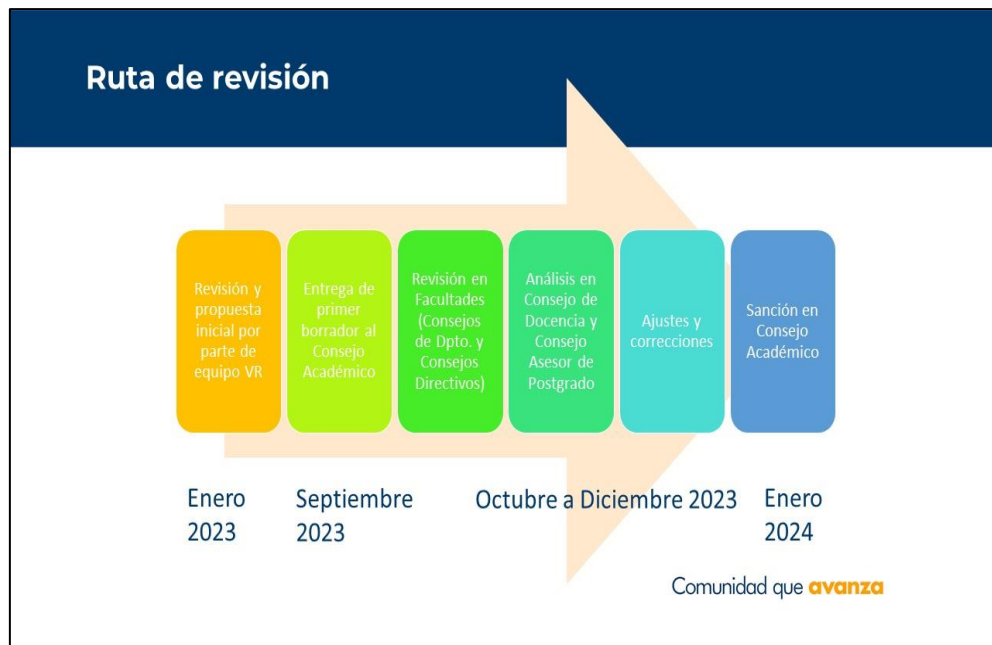 Ruta de revisión
Revisión y
propuesta
inicial por
parte de
equipo VR
Entrega de
primer
borrador al
Consejo
Académico
Revisión en
Facultades
(Consejos
de Dpto. y
Consejos
Directivos)
Análisis en
Consejo de
Docencia y
Consejo
Asesor de
Postgrado
Ajustes y
correcciones
Sanción en
Consejo
Académico
Enero
2023
Septiembre
2023
Octubre a Diciembre 2023
Enero
2024
Comunidad que avanza